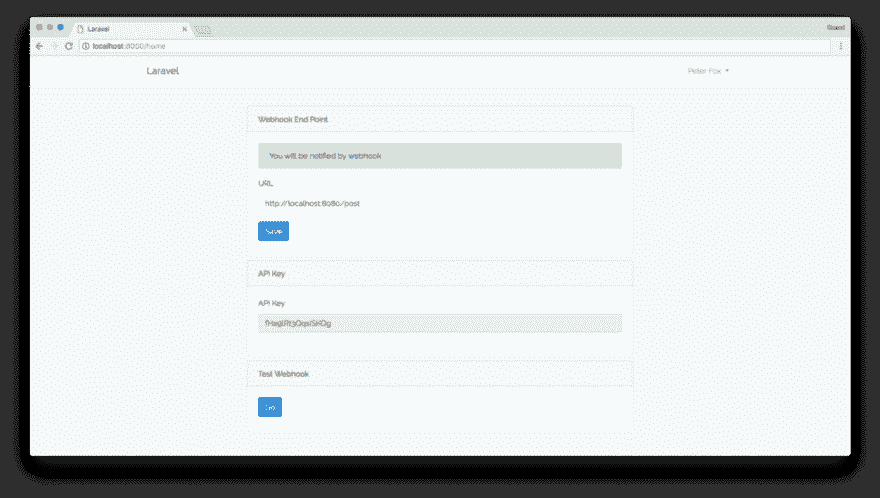 Laravel
Guest
localhost:8000/home
Laravel
Peter Fox
Webhook End Point
You will be notified by webhook
URL
http://localhost:8080/post
Save
API Key
API Key
Test Webhook
Go